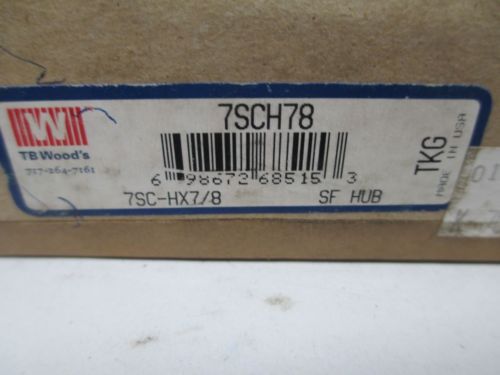 7SCH78
W
TB Wood's
717-264-7161
6 98672 68515 3
7SC-HX7/8 SF HUB
TKG
MADE IN USA
01